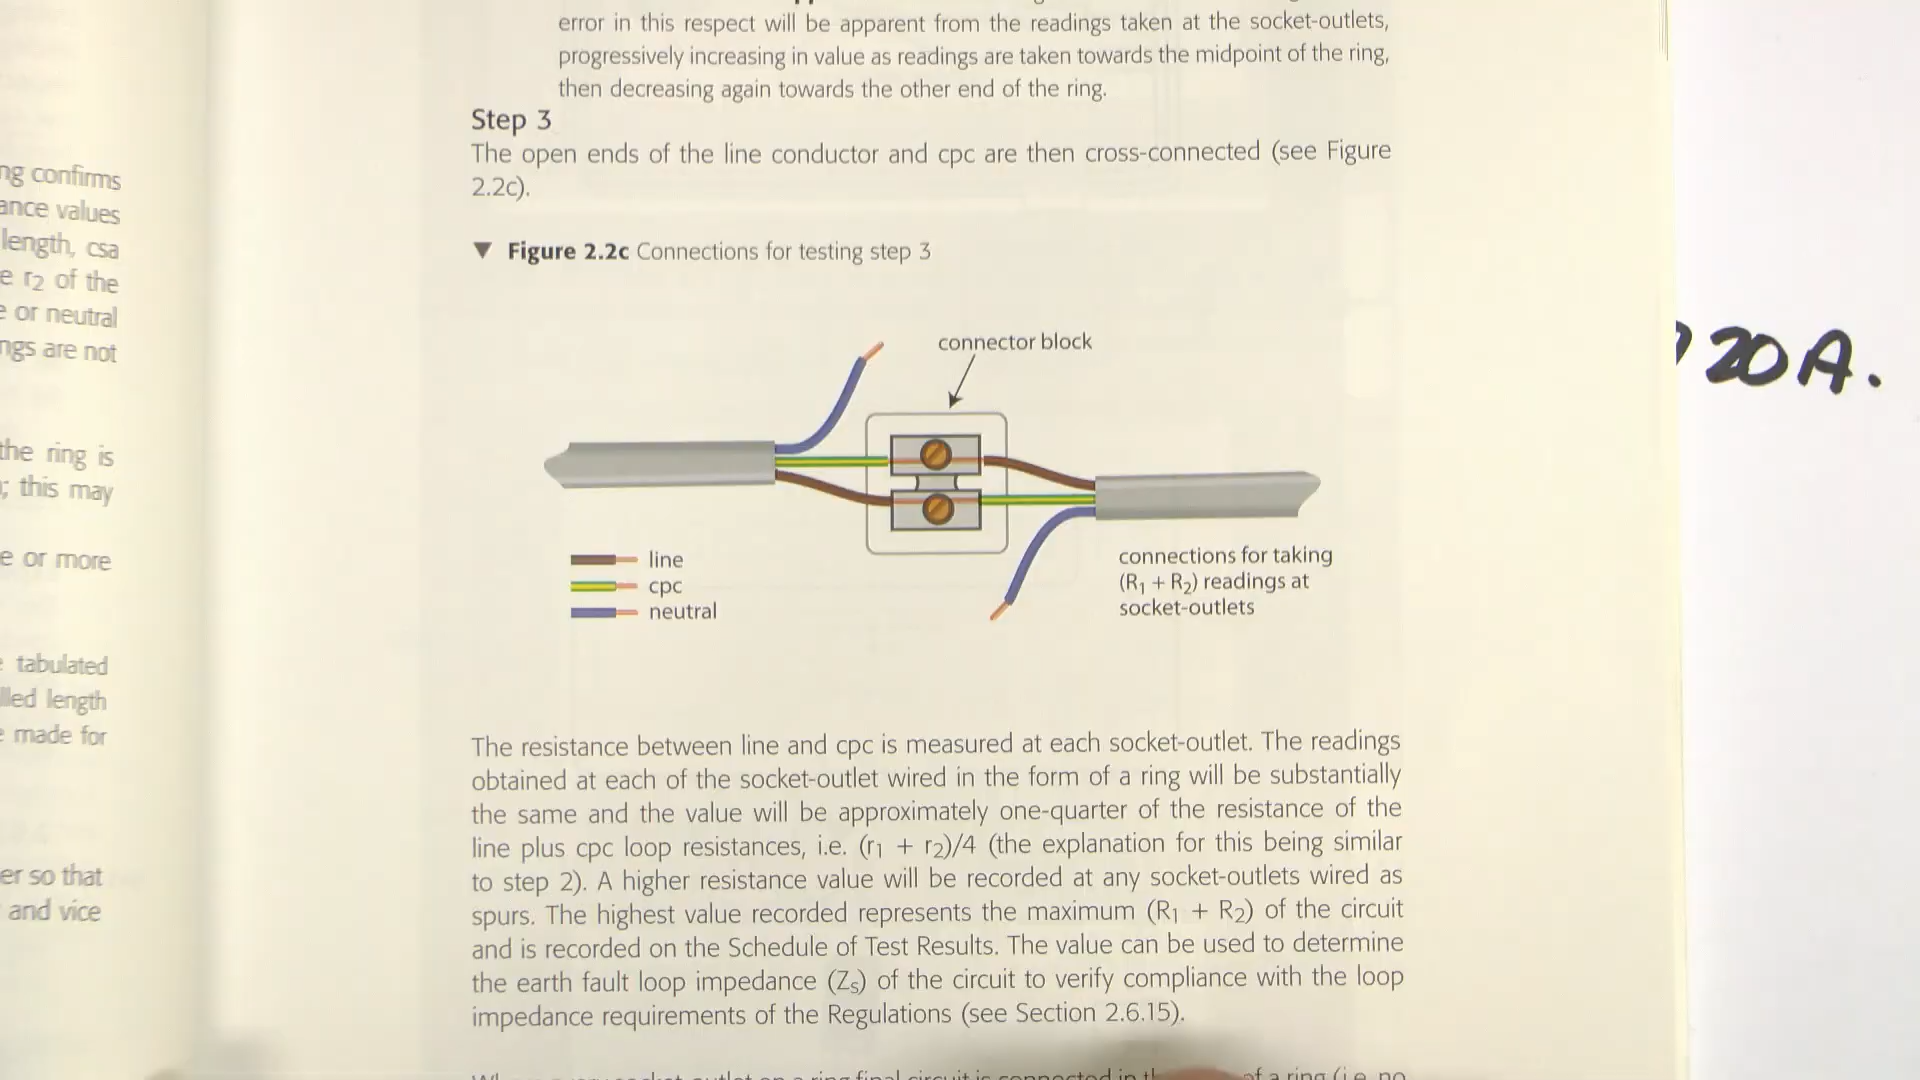 ng confirms
ance values
length, csa
e r2 of the
e or neutral
ngs are not
the ring is
; this may
e or more
e tabulated
lled length
e made for
er so that
and vice
error in this respect will be apparent from the readings taken at the socket-outlets,
progressively increasing in value as readings are taken towards the midpoint of the ring,
then decreasing again towards the other end of the ring.
Step 3
The open ends of the line conductor and cpc are then cross-connected (see Figure
2.2c).
▼ Figure 2.2c Connections for testing step 3
connector block
line
cpc
neutral
connections for taking
(R1 + R2) readings at
socket-outlets
The resistance between line and cpc is measured at each socket-outlet. The readings
obtained at each of the socket-outlet wired in the form of a ring will be substantially
the same and the value will be approximately one-quarter of the resistance of the
line plus cpc loop resistances, i.e. (r1 + r2)/4 (the explanation for this being similar
to step 2). A higher resistance value will be recorded at any socket-outlets wired as
spurs. The highest value recorded represents the maximum (R1 + R2) of the circuit
and is recorded on the Schedule of Test Results. The value can be used to determine
the earth fault loop impedance (Zs) of the circuit to verify compliance with the loop
impedance requirements of the Regulations (see Section 2.6.15).
ring final circuit is connected in of a ring (i.e. no
20A.